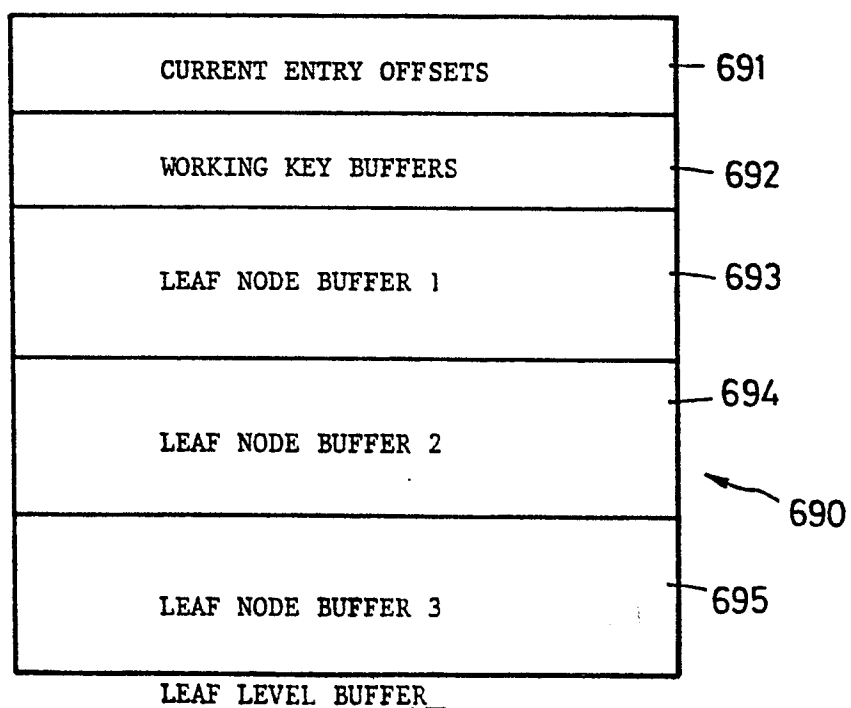 CURRENT ENTRY OFFSETS 691
WORKING KEY BUFFERS 692
LEAF NODE BUFFER 1 693
LEAF NODE BUFFER 2 694
690
LEAF NODE BUFFER 3 695
LEAF LEVEL BUFFER